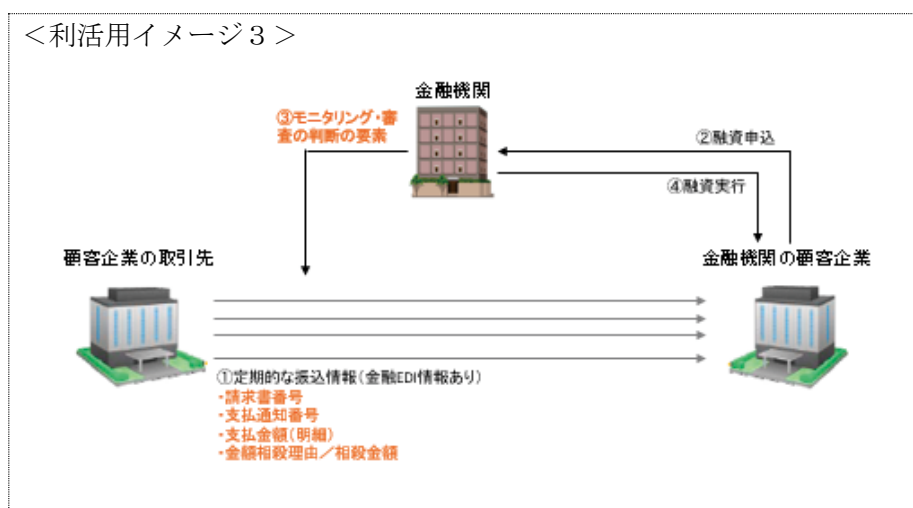 ＜利活用イメージ３＞
金融機関
③モニタリング・審
査の判断の要素
②融資申込
④融資実行
顧客企業の取引先
金融機関の顧客企業
①定期的な振込情報（金融EDI情報あり）
・請求書番号
・支払通知番号
・支払金額（明細）
・金額相殺理由／相殺金額